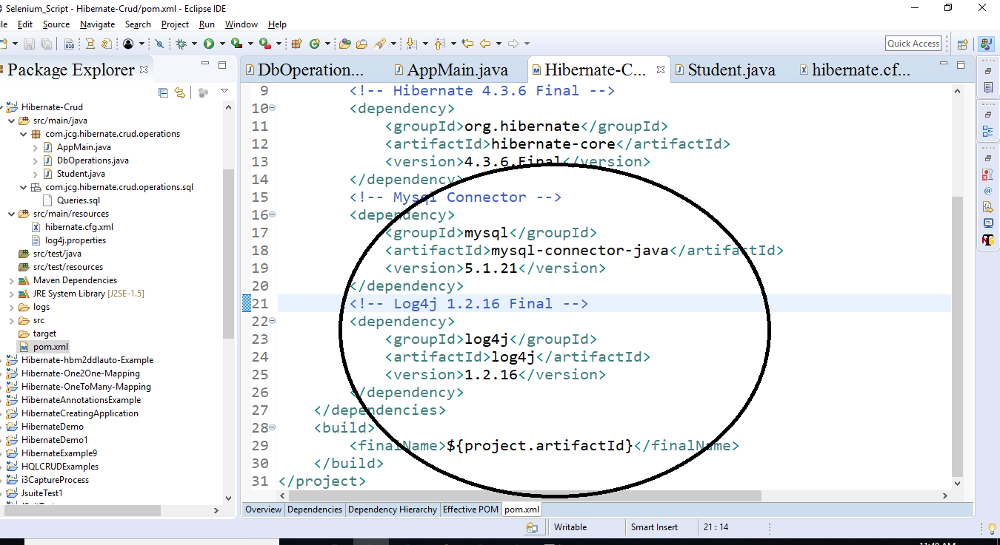 Selenium_Script - Hibernate-Crud/pom.xml - Eclipse IDE
le Edit Source Navigate Search Project Run Window Help
Quick Access
Package Explorer
DbOperation... AppMain.java Hibernate-C... Student.java hibernate.cf...
Hibernate-Crud
src/main/java
com.jcg.hibernate.crud.operations
AppMain.java
DbOperations.java
Student.java
com.jcg.hibernate.crud.operations.sql
Queries.sql
src/main/resources
hibernate.cfg.xml
log4j.properties
src/test/java
src/test/resources
Maven Dependencies
JRE System Library [J2SE-1.5]
logs
src
target
pom.xml
Hibernate-hbm2ddlauto-Example
Hibernate-One2One-Mapping
Hibernate-OneToMany-Mapping
HibernateAnnotationsExample
HibernateCreatingApplication
HibernateDemo
HibernateDemo1
HibernateExample9
HQLCRUDExamples
i3CaptureProcess
JsuiteTest1
9 <!-- Hibernate 4.3.6 Final -->
10 <dependency>
11 <groupId>org.hibernate</groupId>
12 <artifactId>hibernate-core</artifactId>
13 <version>4.3.6.Final</version>
14 </dependency>
15 <!-- Mysql Connector -->
16 <dependency>
17 <groupId>mysql</groupId>
18 <artifactId>mysql-connector-java</artifactId>
19 <version>5.1.21</version>
20 </dependency>
21 <!-- Log4j 1.2.16 Final -->
22 <dependency>
23 <groupId>log4j</groupId>
24 <artifactId>log4j</artifactId>
25 <version>1.2.16</version>
26 </dependency>
27 </dependencies>
28 <build>
29 <finalName>${project.artifactId}</finalName>
30 </build>
31 </project>
Overview Dependencies Dependency Hierarchy Effective POM pom.xml
Writable Smart Insert 21 : 14